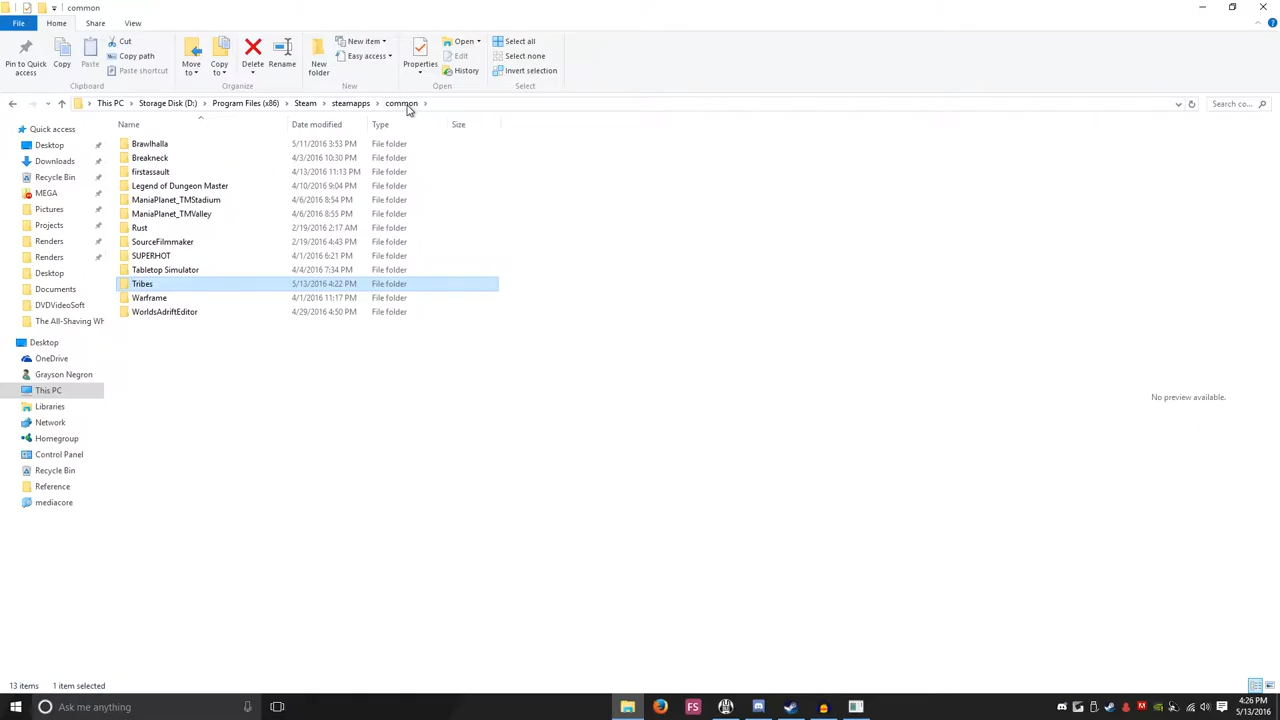 common
File Home Share View
Pin to Quick access
Copy
Paste
Cut
Copy path
Paste shortcut
Clipboard
Move to
Copy to
Delete
Rename
Organize
New folder
New item
Easy access
New
Properties
Open
Edit
History
Open
Select all
Select none
Invert selection
Select
This PC Storage Disk (D:) Program Files (x86) Steam steamapps common Search co...
Name Date modified Type Size
Brawlhalla 5/11/2016 3:53 PM File folder
Breakneck 4/3/2016 10:30 PM File folder
firstassault 4/13/2016 11:13 PM File folder
Legend of Dungeon Master 4/10/2016 9:04 PM File folder
ManiaPlanet_TMStadium 4/6/2016 8:54 PM File folder
ManiaPlanet_TMValley 4/6/2016 8:55 PM File folder
Rust 2/19/2016 2:17 AM File folder
SourceFilmmaker 2/19/2016 4:43 PM File folder
SUPERHOT 4/1/2016 6:21 PM File folder
Tabletop Simulator 4/4/2016 7:34 PM File folder
Tribes 5/13/2016 4:22 PM File folder
Warframe 4/1/2016 11:17 PM File folder
WorldsAdriftEditor 4/29/2016 4:50 PM File folder
Quick access
Desktop
Downloads
Recycle Bin
MEGA
Pictures
Projects
Renders
Renders
Desktop
Documents
DVDVideoSoft
The All-Shaving Wh
Desktop
OneDrive
Grayson Negron
This PC
Libraries
Network
Homegroup
Control Panel
Recycle Bin
Reference
mediacore
No preview available.
13 items 1 item selected
Ask me anything
FS
4:26 PM
5/13/2016